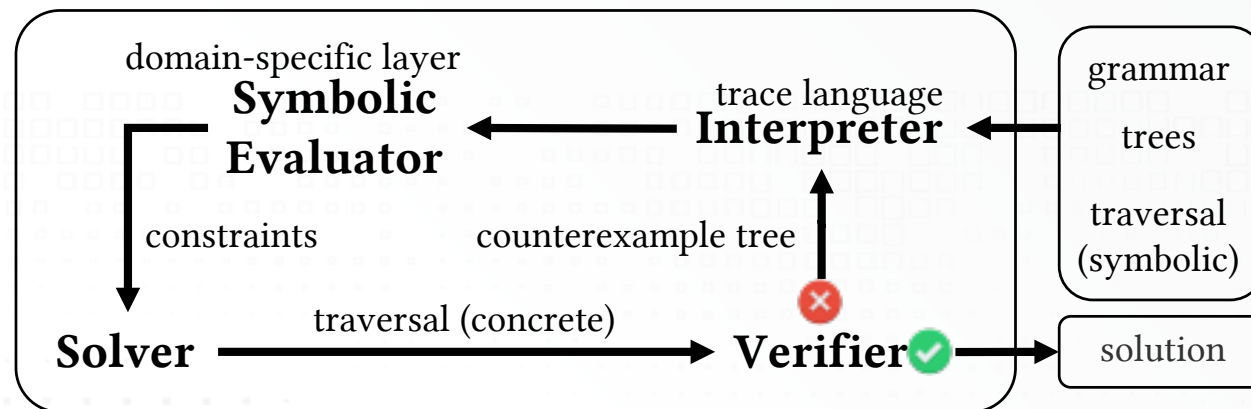 domain-specific layer
Symbolic
Evaluator
trace language
Interpreter
grammar
trees
traversal
(symbolic)
constraints
counterexample tree
traversal (concrete)
Solver
Verifier
solution